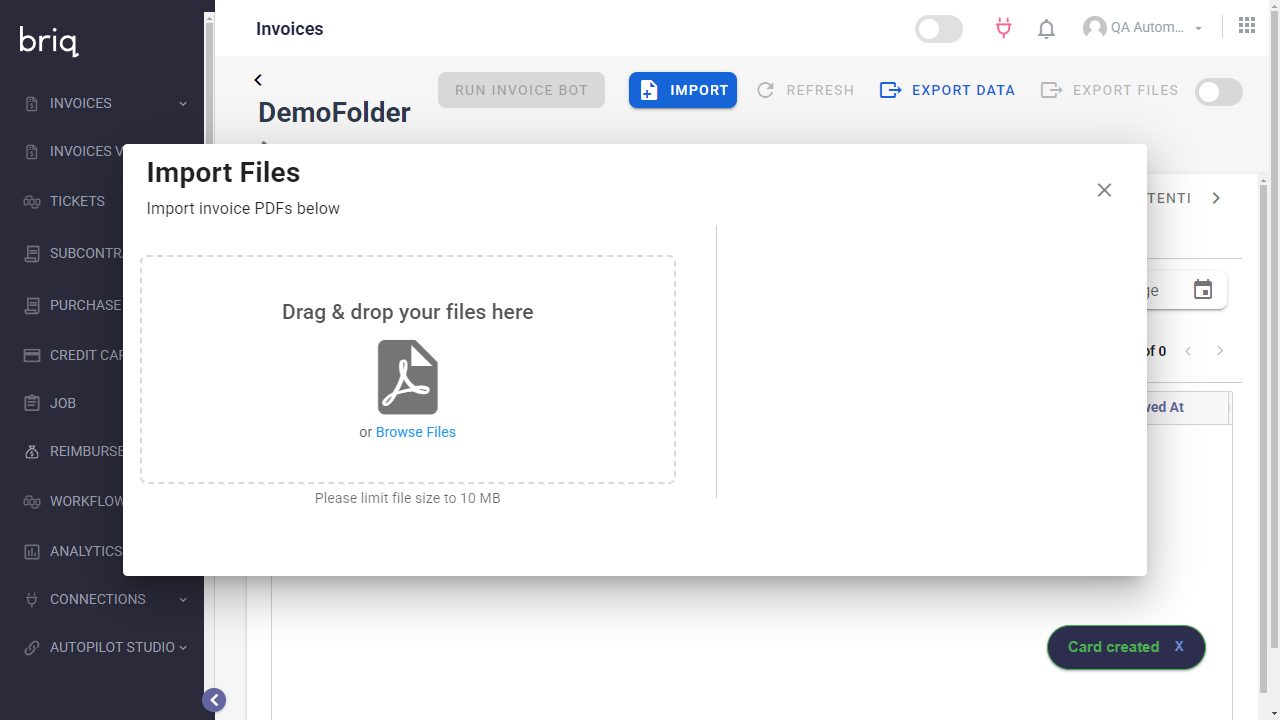 briq
Invoices
QA Autom...
INVOICES
INVOICES V
TICKETS
SUBCONTRA
PURCHASE
CREDIT CAR
JOB
REIMBURSE
WORKFLOW
ANALYTICS
CONNECTIONS
AUTOPILOT STUDIO
DemoFolder
RUN INVOICE BOT
IMPORT
REFRESH
EXPORT DATA
EXPORT FILES
Import Files
Import invoice PDFs below
Drag & drop your files here
or Browse Files
Please limit file size to 10 MB
TENTI
ge
of 0
wed At
Card created X